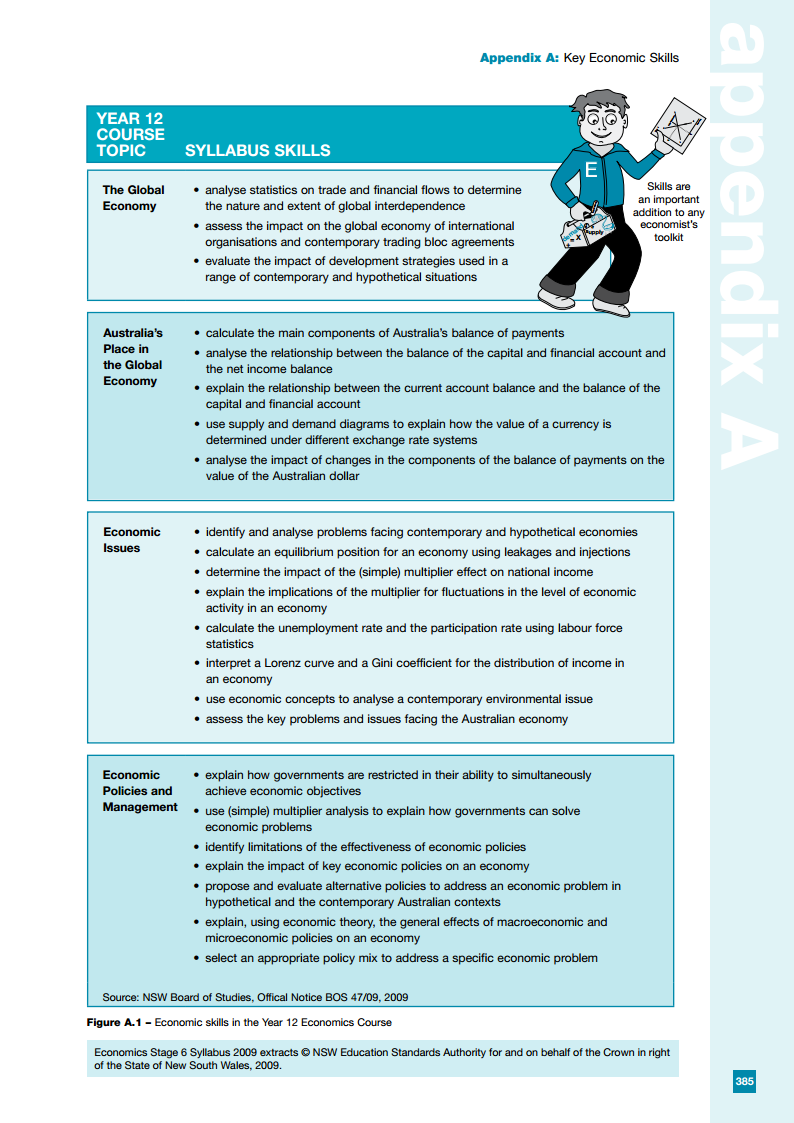 Appendix A: Key Economic Skills
appendix A
YEAR 12
COURSE
TOPIC SYLLABUS SKILLS
E
Skills are
an important
addition to any
economist's
toolkit
The Global
Economy
• analyse statistics on trade and financial flows to determine
the nature and extent of global interdependence
• assess the impact on the global economy of international
organisations and contemporary trading bloc agreements
• evaluate the impact of development strategies used in a
range of contemporary and hypothetical situations
Australia's
Place in
the Global
Economy
• calculate the main components of Australia's balance of payments
• analyse the relationship between the balance of the capital and financial account and
the net income balance
• explain the relationship between the current account balance and the balance of the
capital and financial account
• use supply and demand diagrams to explain how the value of a currency is
determined under different exchange rate systems
• analyse the impact of changes in the components of the balance of payments on the
value of the Australian dollar
Economic
Issues
• identify and analyse problems facing contemporary and hypothetical economies
• calculate an equilibrium position for an economy using leakages and injections
• determine the impact of the (simple) multiplier effect on national income
• explain the implications of the multiplier for fluctuations in the level of economic
activity in an economy
• calculate the unemployment rate and the participation rate using labour force
statistics
• interpret a Lorenz curve and a Gini coefficient for the distribution of income in
an economy
• use economic concepts to analyse a contemporary environmental issue
• assess the key problems and issues facing the Australian economy
Economic
Policies and
Management
• explain how governments are restricted in their ability to simultaneously
achieve economic objectives
• use (simple) multiplier analysis to explain how governments can solve
economic problems
• identify limitations of the effectiveness of economic policies
• explain the impact of key economic policies on an economy
• propose and evaluate alternative policies to address an economic problem in
hypothetical and the contemporary Australian contexts
• explain, using economic theory, the general effects of macroeconomic and
microeconomic policies on an economy
• select an appropriate policy mix to address a specific economic problem
Source: NSW Board of Studies, Offical Notice BOS 47/09, 2009
Figure A.1 – Economic skills in the Year 12 Economics Course
Economics Stage 6 Syllabus 2009 extracts © NSW Education Standards Authority for and on behalf of the Crown in right
of the State of New South Wales, 2009.
385